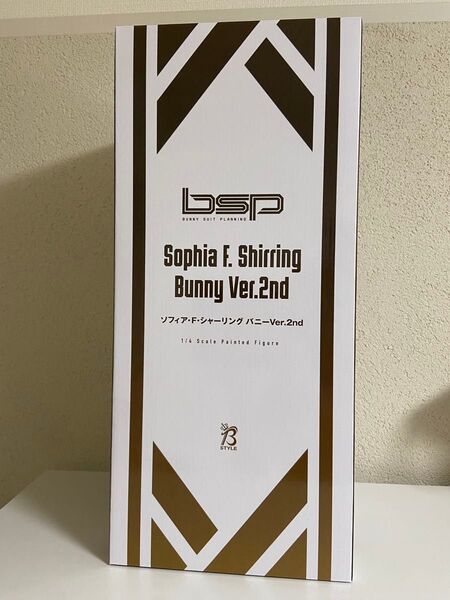 bsp
BUNNY SUIT PLANNING
Sophia F. Shirring
Bunny Ver.2nd
ソフィア・F・シャーリング バニーVer.2nd
1/4 Scale Painted Figure
B
STYLE